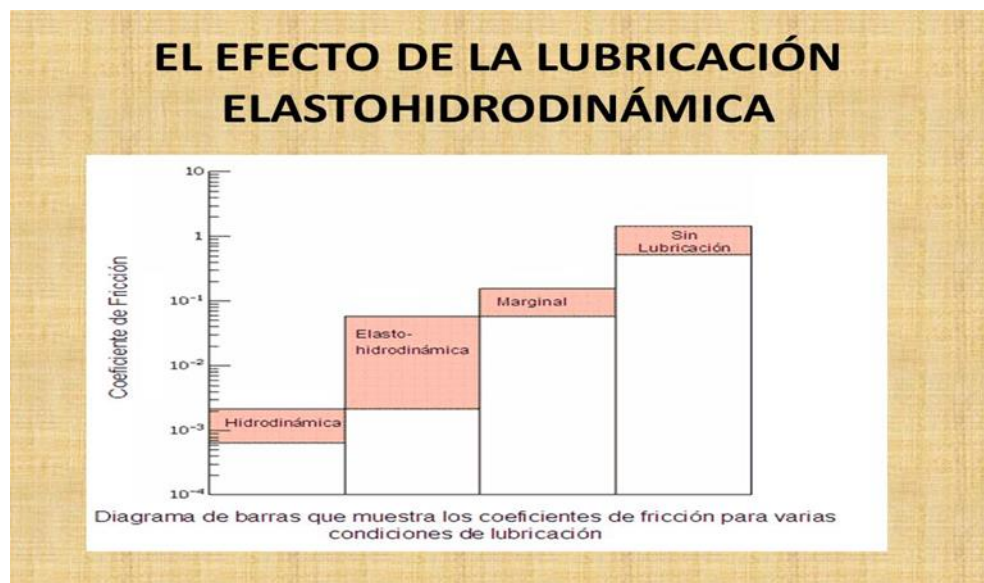 EL EFECTO DE LA LUBRICACIÓN
ELASTOHIDRODINÁMICA
10
1
10⁻¹
10⁻²
10⁻³
10⁻⁴
Coeficiente de Fricción
Hidrodinámica
Elasto-
hidrodinámica
Marginal
Sin
Lubricación
Diagrama de barras que muestra los coeficientes de fricción para varias
condiciones de lubricación